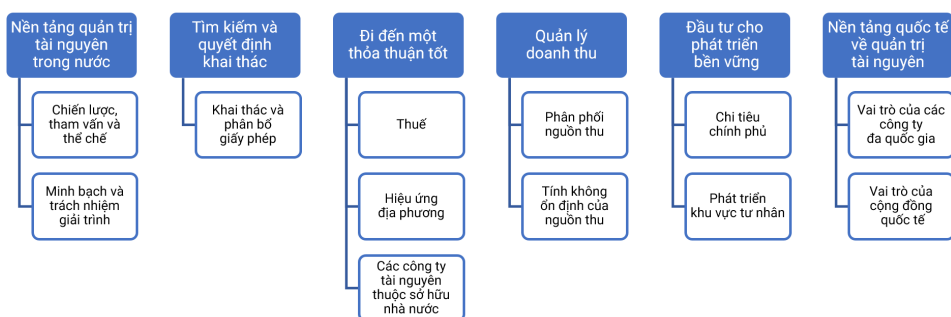 Nền tảng quản trị
tài nguyên
trong nước
Chiến lược,
tham vấn và
thể chế
Minh bạch và
trách nhiệm
giải trình
Tìm kiếm và
quyết định
khai thác
Khai thác và
phân bổ
giấy phép
Đi đến một
thỏa thuận tốt
Thuế
Hiệu ứng
địa phương
Các công ty
tài nguyên
thuộc sở hữu
nhà nước
Quản lý
doanh thu
Phân phối
nguồn thu
Tính không
ổn định của
nguồn thu
Đầu tư cho
phát triển
bền vững
Chi tiêu
chính phủ
Phát triển
khu vực tư nhân
Nền tảng quốc tế
về quản trị
tài nguyên
Vai trò của các
công ty
đa quốc gia
Vai trò của
cộng đồng
quốc tế